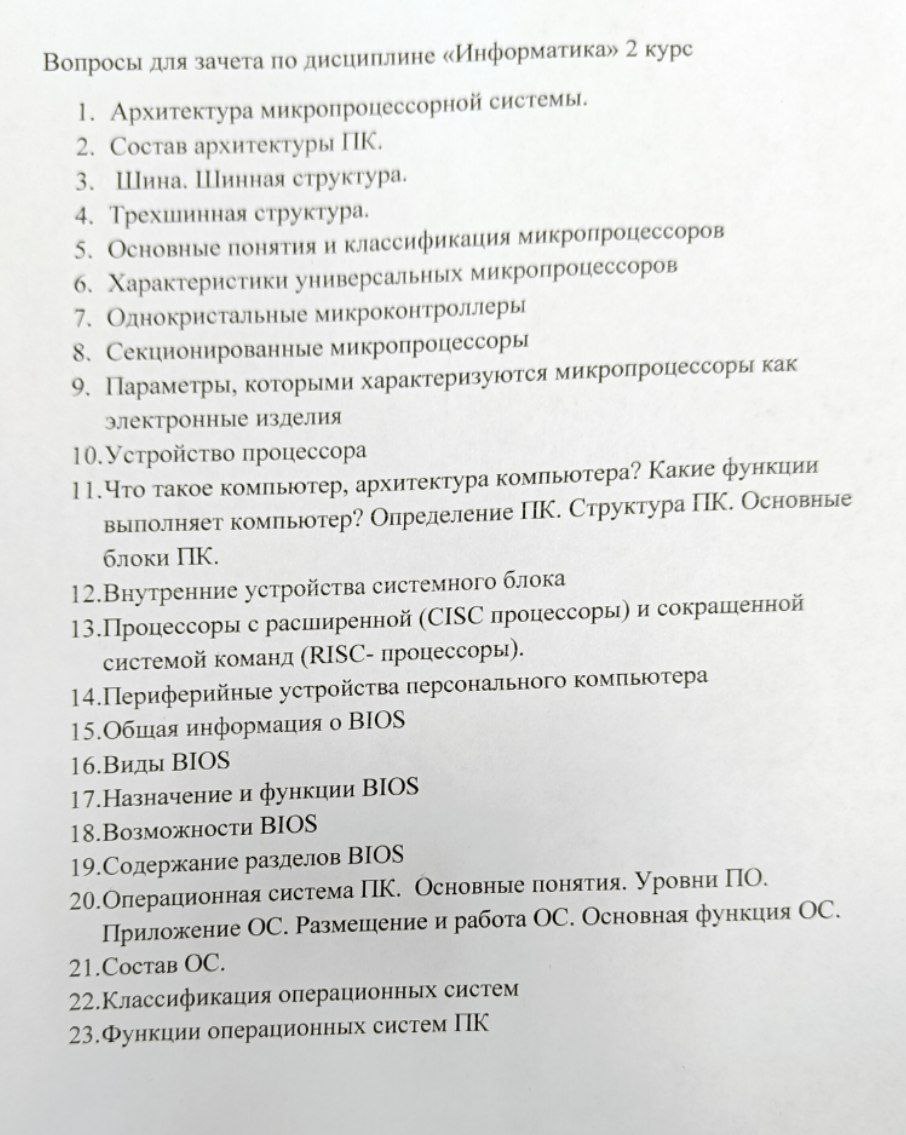 Вопросы для зачета по дисциплине «Информатика» 2 курс
1. Архитектура микропроцессорной системы.
2. Состав архитектуры ПК.
3. Шина. Шинная структура.
4. Трехшинная структура.
5. Основные понятия и классификация микропроцессоров
6. Характеристики универсальных микропроцессоров
7. Однокристальные микроконтроллеры
8. Секционированные микропроцессоры
9. Параметры, которыми характеризуются микропроцессоры как
электронные изделия
10.Устройство процессора
11.Что такое компьютер, архитектура компьютера? Какие функции
выполняет компьютер? Определение ПК. Структура ПК. Основные
блоки ПК.
12.Внутренние устройства системного блока
13.Процессоры с расширенной (CISC процессоры) и сокращенной
системой команд (RISC- процессоры).
14.Периферийные устройства персонального компьютера
15.Общая информация о BIOS
16.Виды BIOS
17.Назначение и функции BIOS
18.Возможности BIOS
19.Содержание разделов BIOS
20.Операционная система ПК. Основные понятия. Уровни ПО.
Приложение ОС. Размещение и работа ОС. Основная функция ОС.
21.Состав ОС.
22.Классификация операционных систем
23.Функции операционных систем ПК